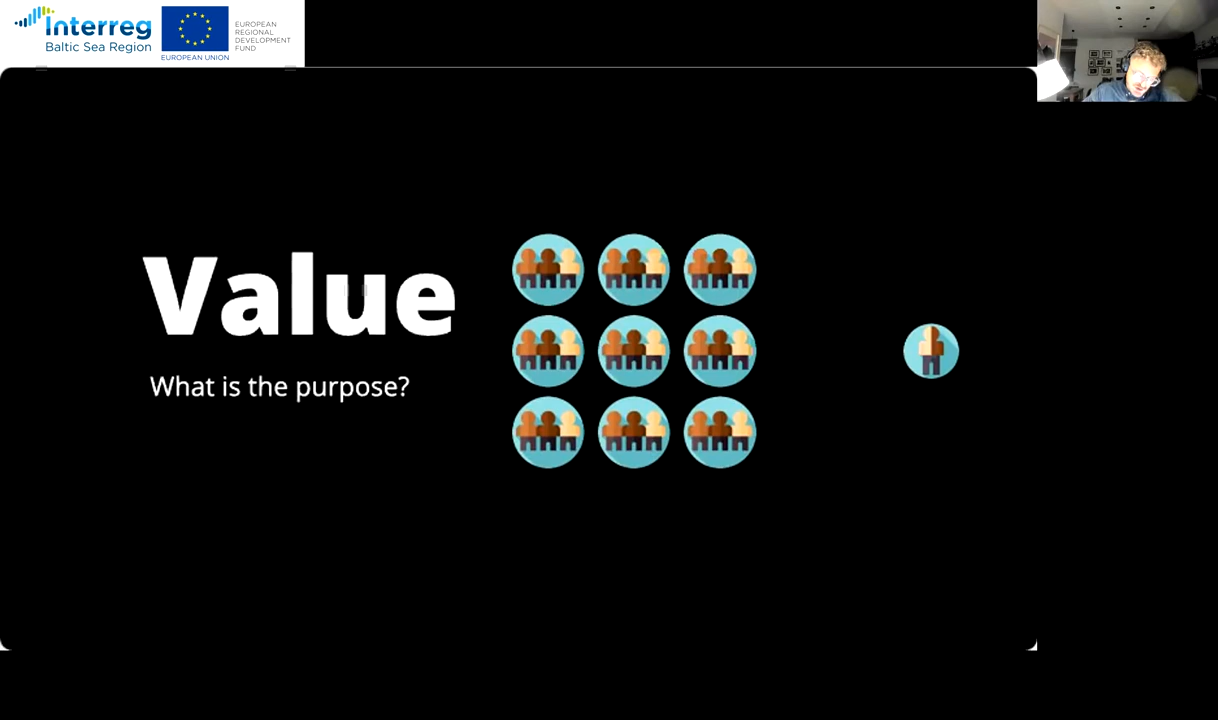 Interreg
Baltic Sea Region
EUROPEAN UNION
EUROPEAN
REGIONAL
DEVELOPMENT
FUND
Value
What is the purpose?